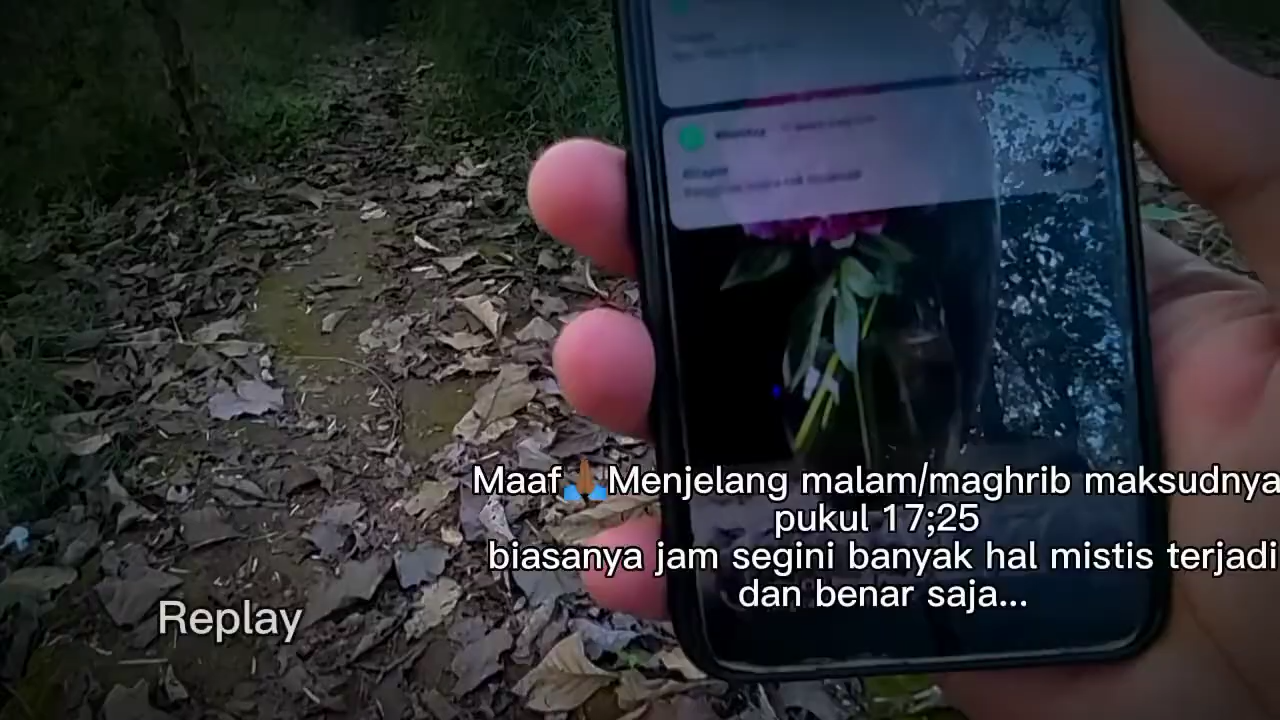 Maaf🙏🏾Menjelang malam/maghrib maksudnya
pukul 17;25
biasanya jam segini banyak hal mistis terjadi
dan benar saja...
Replay